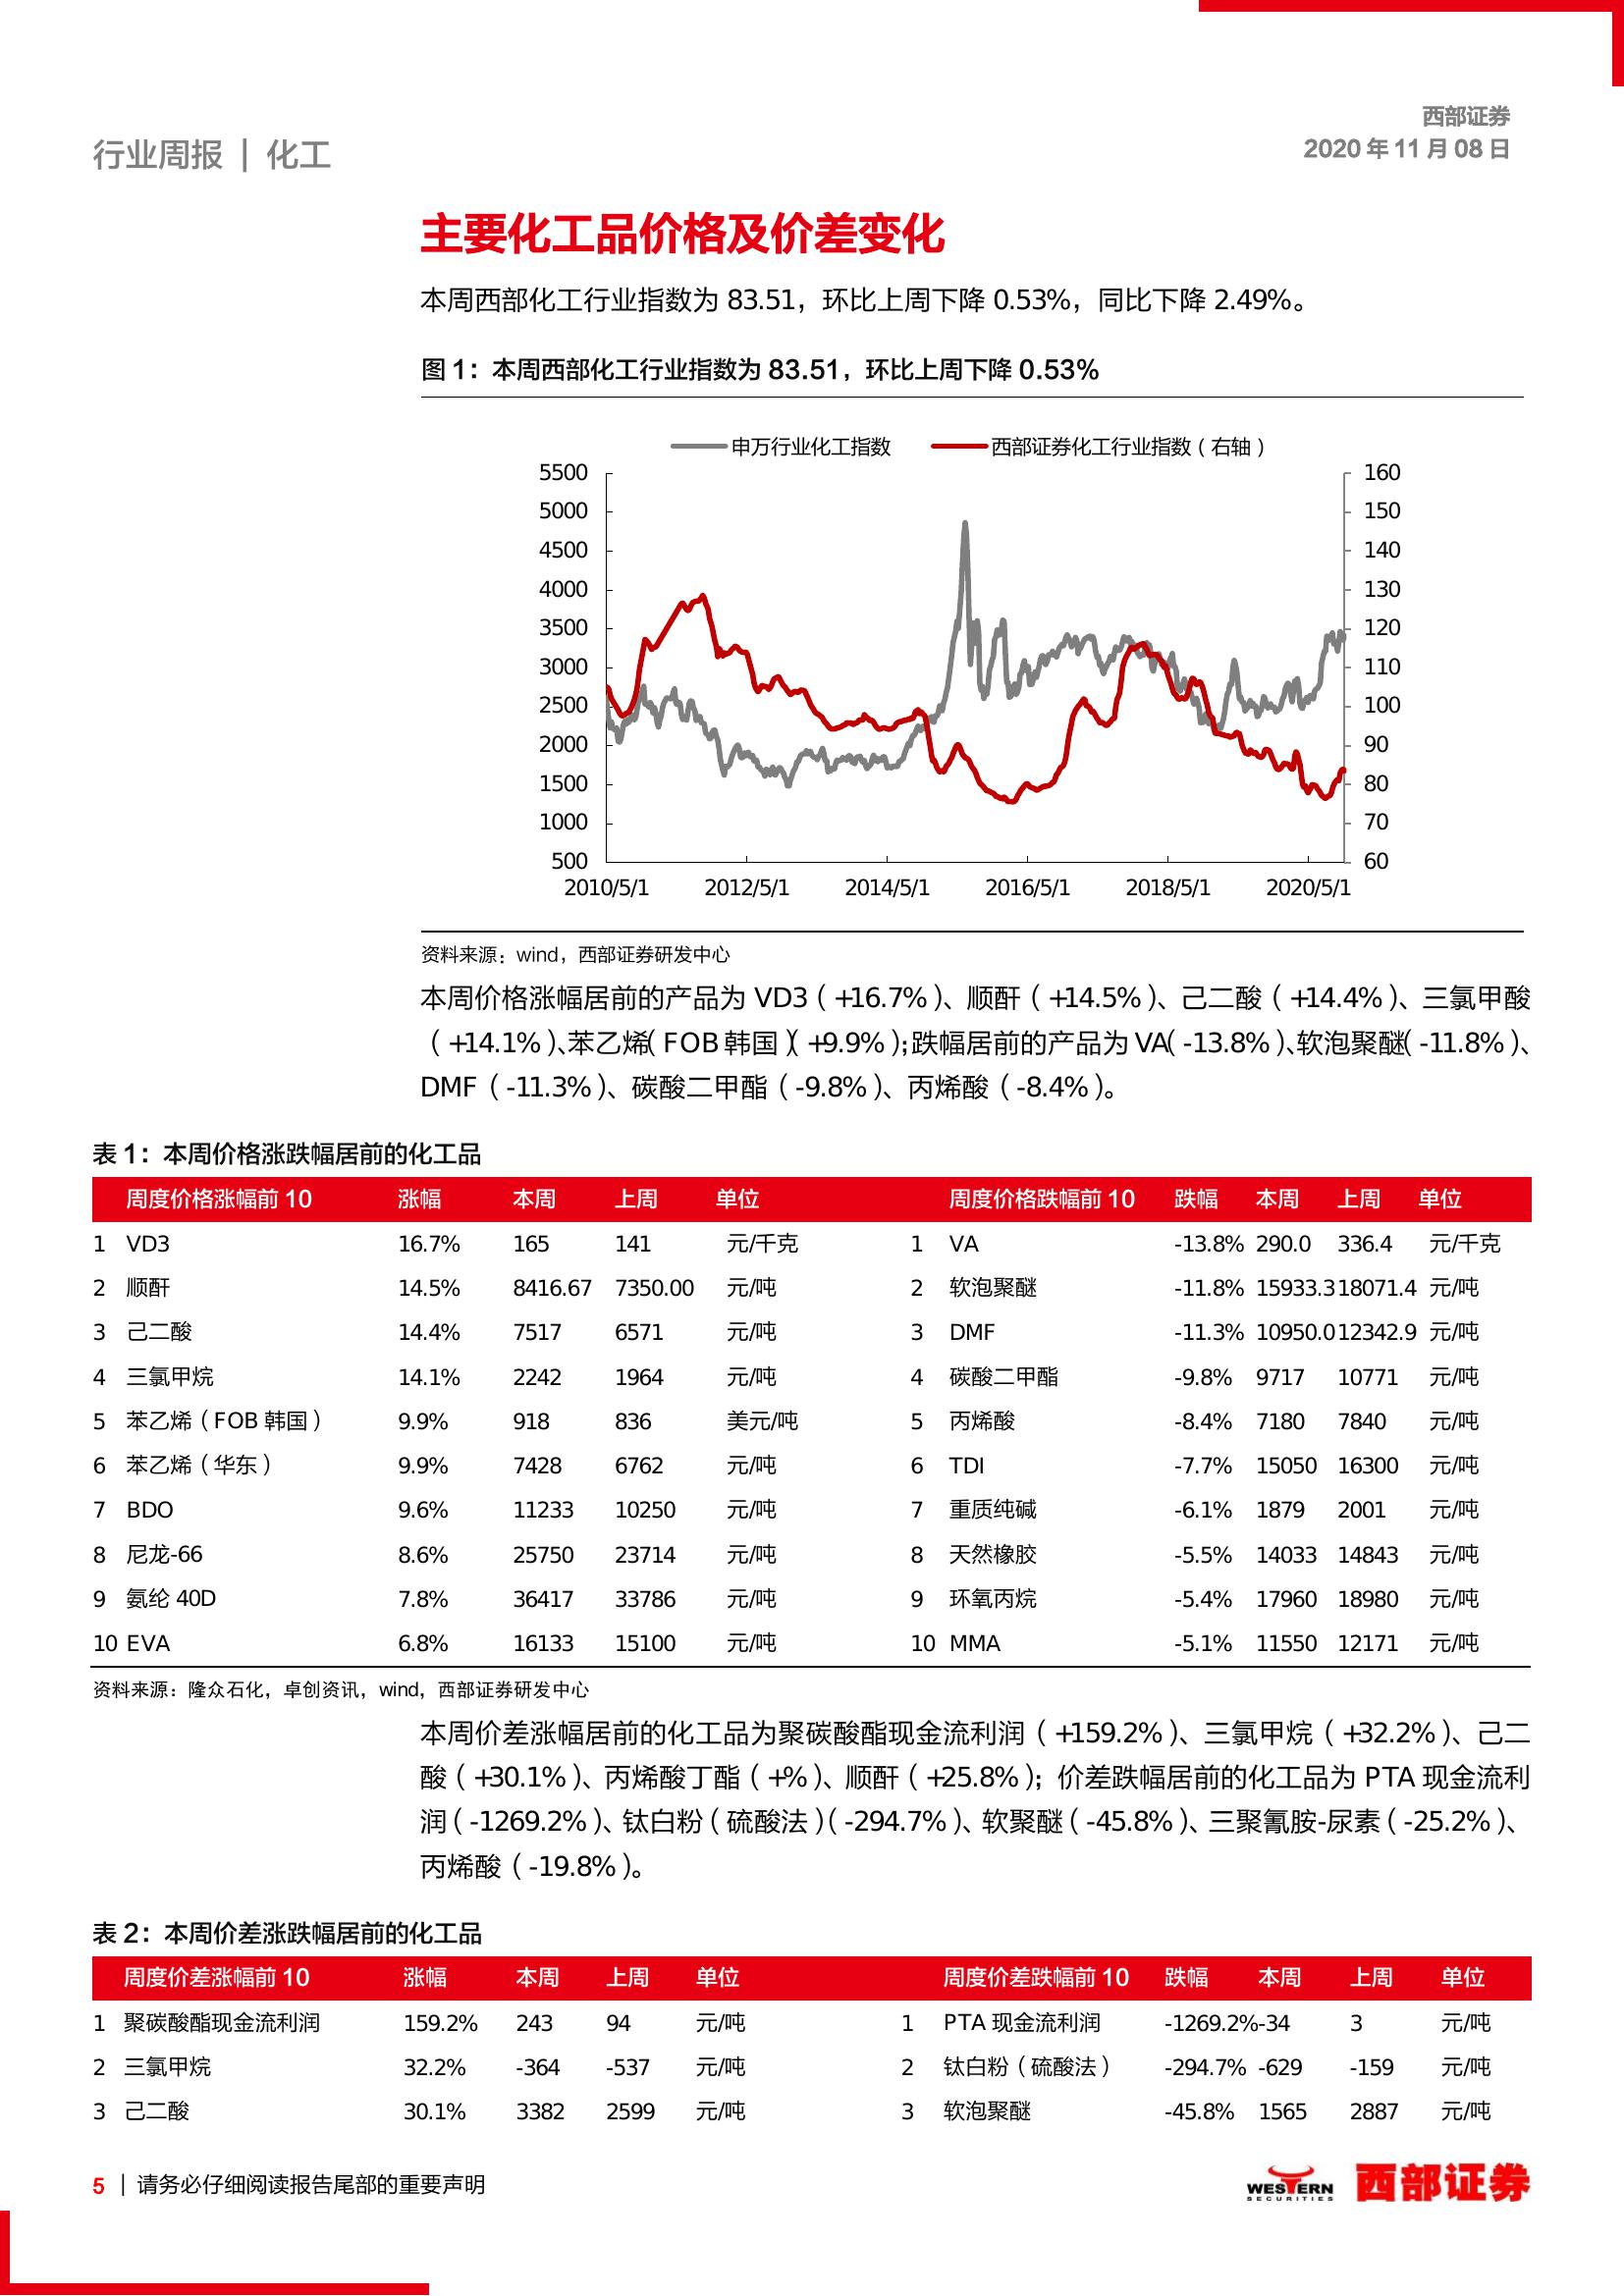 西部证券
行业周报 | 化工
2020 年 11 月 08 日
主要化工品价格及价差变化
本周西部化工行业指数为 83.51，环比上周下降 0.53%，同比下降 2.49%。
图 1：本周西部化工行业指数为 83.51，环比上周下降 0.53%
申万行业化工指数 西部证券化工行业指数（右轴）
5500 160
5000 150
4500 140
4000 130
3500 120
3000 110
2500 100
2000 90
1500 80
1000 70
500 60
2010/5/1 2012/5/1 2014/5/1 2016/5/1 2018/5/1 2020/5/1
资料来源：wind，西部证券研发中心
本周价格涨幅居前的产品为 VD3（+16.7%）、顺酐（+14.5%）、己二酸（+14.4%）、三氯甲酸
（+14.1%）、苯乙烯（FOB 韩国）（+9.9%）；跌幅居前的产品为 VA（-13.8%）、软泡聚醚（-11.8%）、
DMF（-11.3%）、碳酸二甲酯（-9.8%）、丙烯酸（-8.4%）。
表 1：本周价格涨跌幅居前的化工品
周度价格涨幅前 10 涨幅 本周 上周 单位 周度价格跌幅前 10 跌幅 本周 上周 单位
1 VD3 16.7% 165 141 元/千克 1 VA -13.8% 290.0 336.4 元/千克
2 顺酐 14.5% 8416.67 7350.00 元/吨 2 软泡聚醚 -11.8% 15933.3 18071.4 元/吨
3 己二酸 14.4% 7517 6571 元/吨 3 DMF -11.3% 10950.0 12342.9 元/吨
4 三氯甲烷 14.1% 2242 1964 元/吨 4 碳酸二甲酯 -9.8% 9717 10771 元/吨
5 苯乙烯（FOB 韩国） 9.9% 918 836 美元/吨 5 丙烯酸 -8.4% 7180 7840 元/吨
6 苯乙烯（华东） 9.9% 7428 6762 元/吨 6 TDI -7.7% 15050 16300 元/吨
7 BDO 9.6% 11233 10250 元/吨 7 重质纯碱 -6.1% 1879 2001 元/吨
8 尼龙-66 8.6% 25750 23714 元/吨 8 天然橡胶 -5.5% 14033 14843 元/吨
9 氨纶 40D 7.8% 36417 33786 元/吨 9 环氧丙烷 -5.4% 17960 18980 元/吨
10 EVA 6.8% 16133 15100 元/吨 10 MMA -5.1% 11550 12171 元/吨
资料来源：隆众石化，卓创资讯，wind，西部证券研发中心
本周价差涨幅居前的化工品为聚碳酸酯现金流利润（+159.2%）、三氯甲烷（+32.2%）、己二
酸（+30.1%）、丙烯酸丁酯（+%）、顺酐（+25.8%）；价差跌幅居前的化工品为 PTA 现金流利
润（-1269.2%）、钛白粉（硫酸法）（-294.7%）、软聚醚（-45.8%）、三聚氰胺-尿素（-25.2%）、
丙烯酸（-19.8%）。
表 2：本周价差涨跌幅居前的化工品
周度价差涨幅前 10 涨幅 本周 上周 单位 周度价差跌幅前 10 跌幅 本周 上周 单位
1 聚碳酸酯现金流利润 159.2% 243 94 元/吨 1 PTA 现金流利润 -1269.2% -34 3 元/吨
2 三氯甲烷 32.2% -364 -537 元/吨 2 钛白粉（硫酸法） -294.7% -629 -159 元/吨
3 己二酸 30.1% 3382 2599 元/吨 3 软泡聚醚 -45.8% 1565 2887 元/吨
5 | 请务必仔细阅读报告尾部的重要声明
WESTERN SECURITIES 西部证券